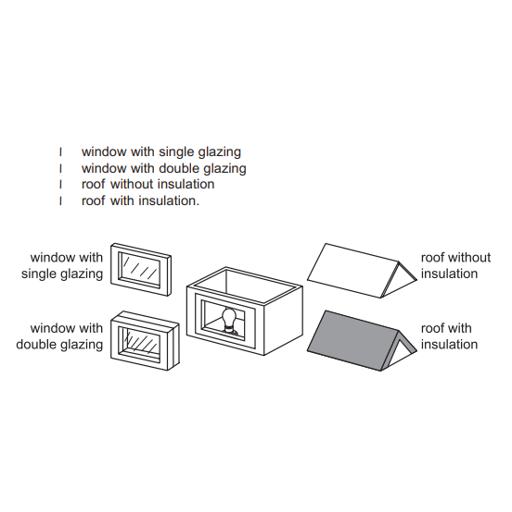 l window with single glazing
l window with double glazing
l roof without insulation
l roof with insulation.
window with
single glazing
roof without
insulation
window with
double glazing
roof with
insulation